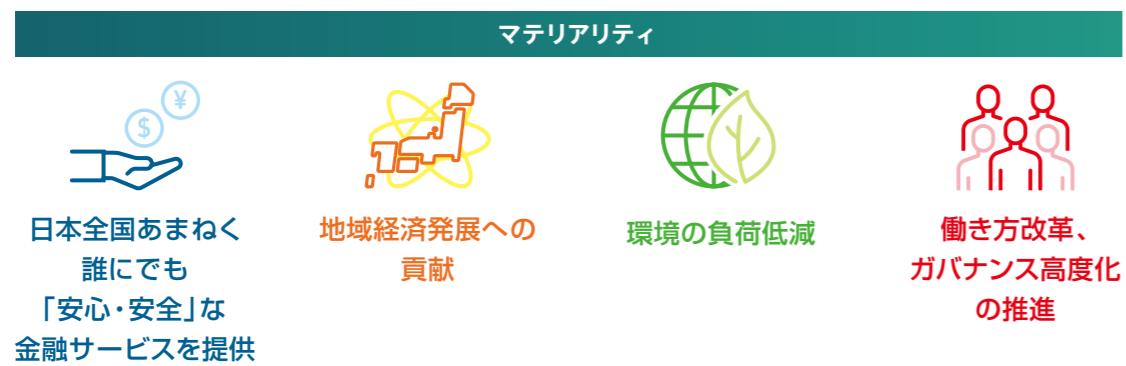 マテリアリティ
¥
$
日本全国あまねく
誰にでも
「安心・安全」な
金融サービスを提供
地域経済発展への
貢献
環境の負荷低減
働き方改革、
ガバナンス高度化
の推進